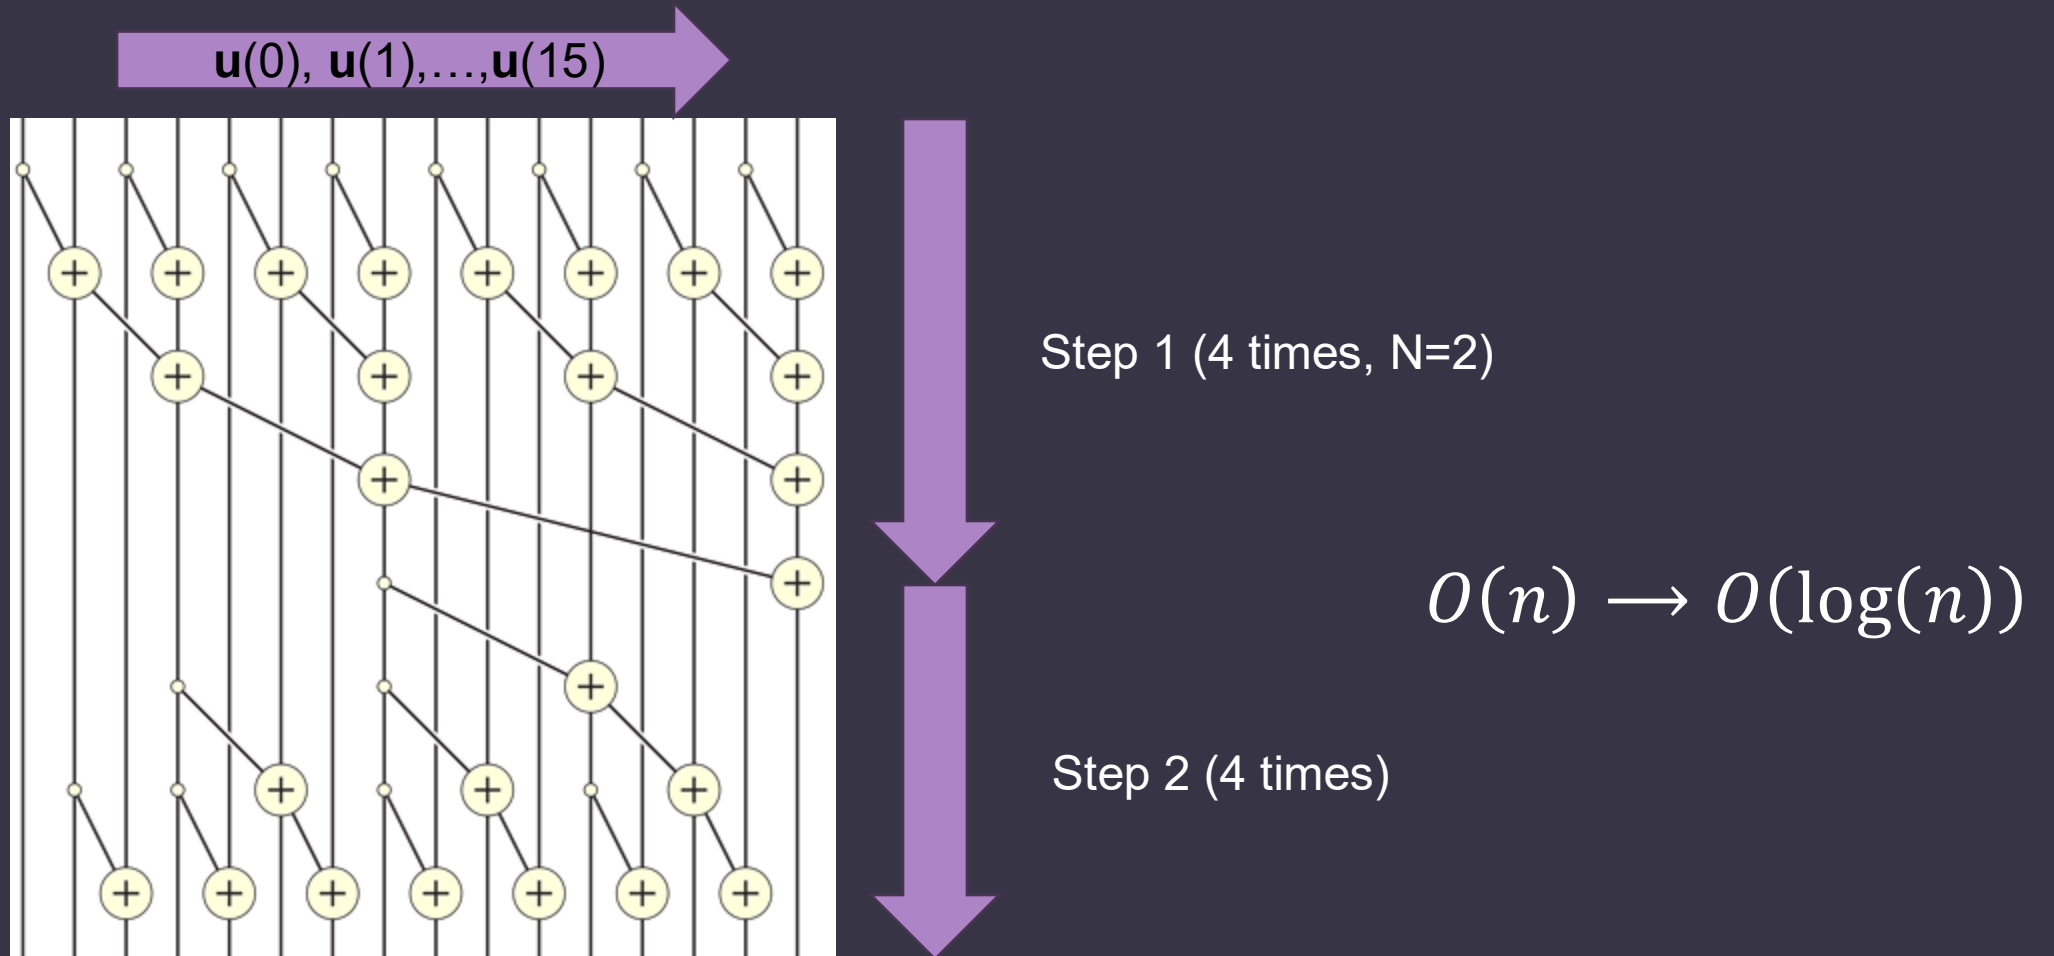 u(0), u(1),...,u(15)
+ + + + + + + +
+ + + +
+ +
+
+
+ + +
+ + + + + + +
Step 1 (4 times, N=2)
O(n) ⟶ O(log(n))
Step 2 (4 times)